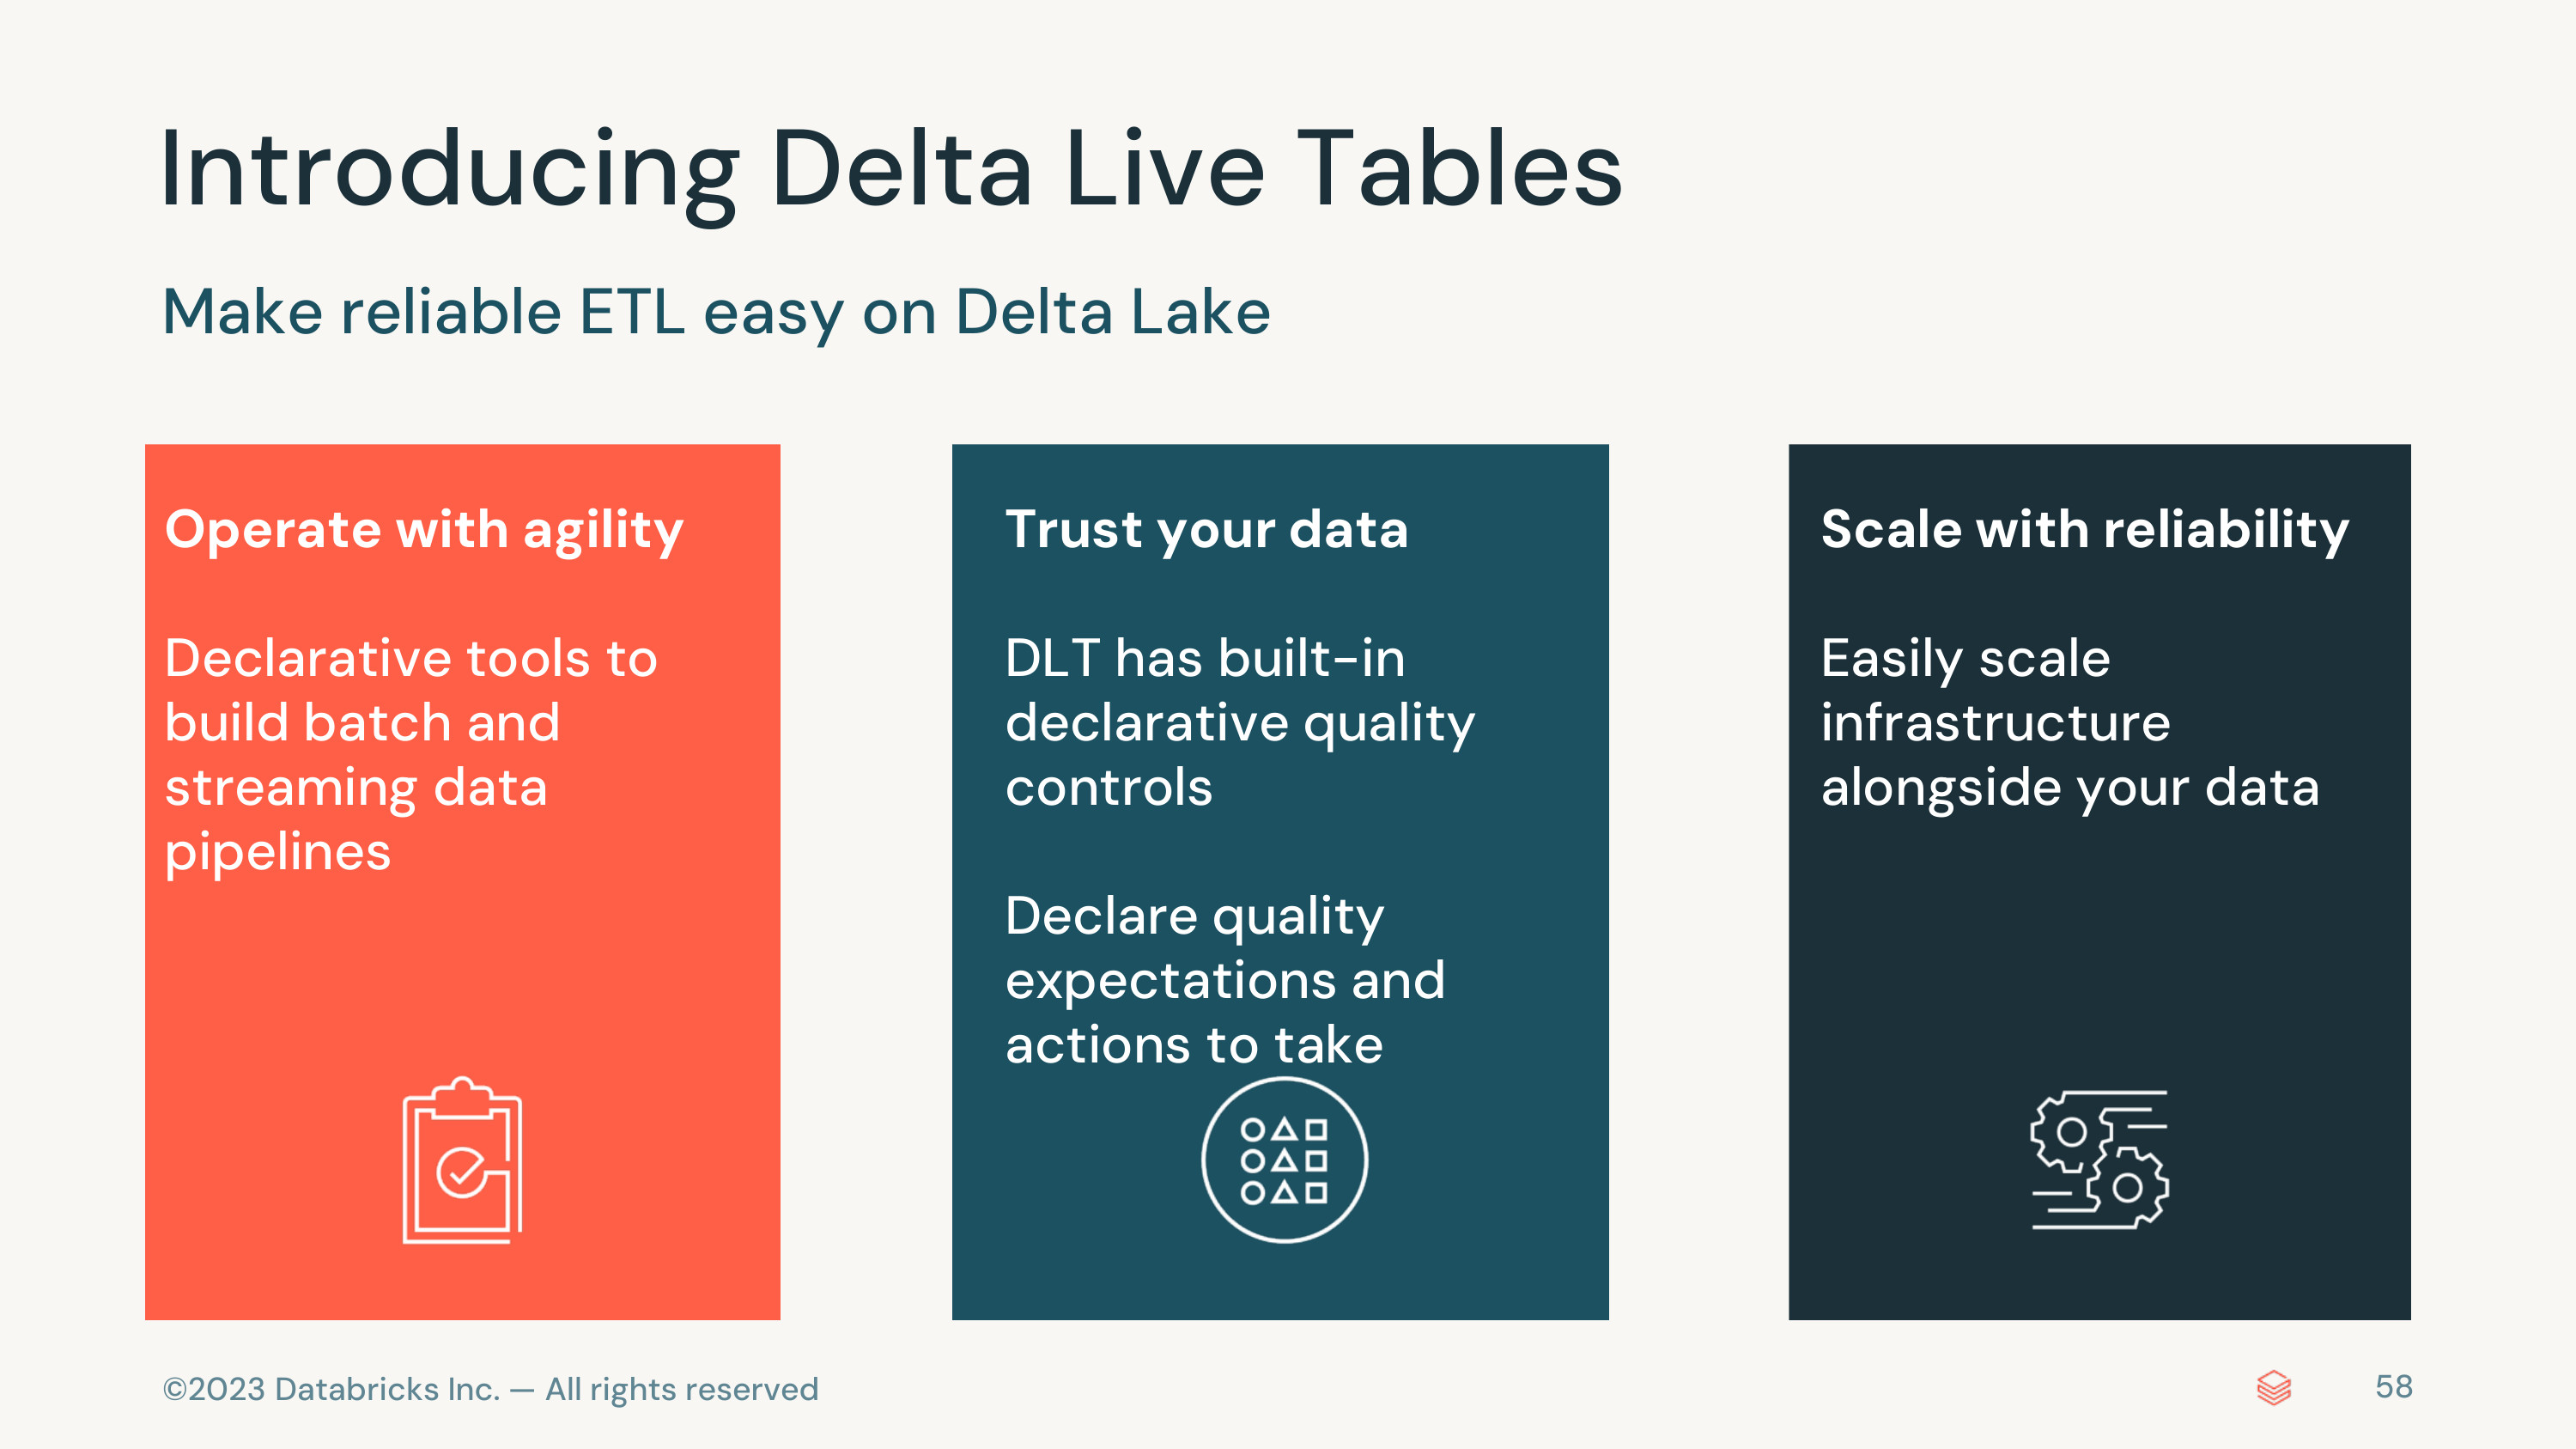 Introducing Delta Live Tables
Make reliable ETL easy on Delta Lake
Operate with agility
Declarative tools to
build batch and
streaming data
pipelines
Trust your data
DLT has built-in
declarative quality
controls
Declare quality
expectations and
actions to take
Scale with reliability
Easily scale
infrastructure
alongside your data
©2023 Databricks Inc. — All rights reserved
58